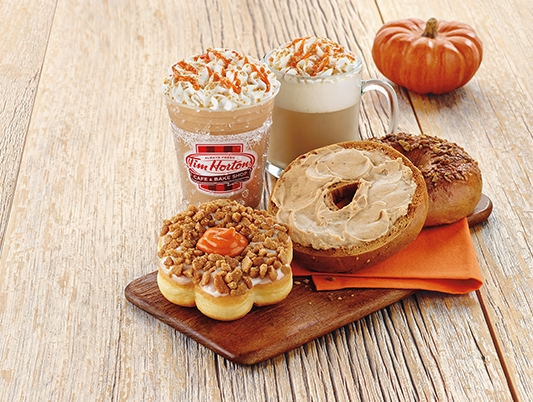 ALWAYS FRESH
Tim Hortons
CAFE & BAKE SHOP